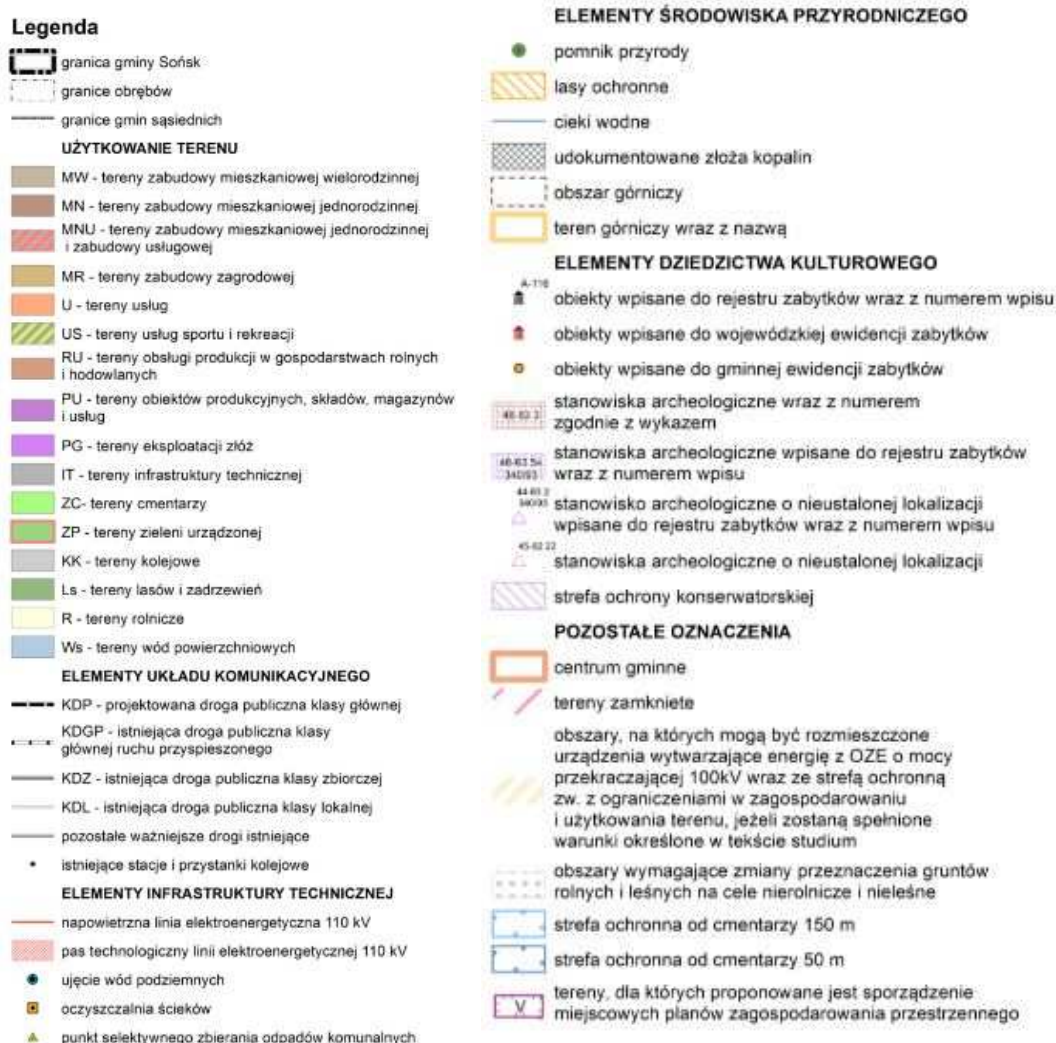 Legenda
granica gminy Sońsk
granice obrębów
granice gmin sąsiednich
UŻYTKOWANIE TERENU
MW - tereny zabudowy mieszkaniowej wielorodzinnej
MN - tereny zabudowy mieszkaniowej jednorodzinnej
MNU - tereny zabudowy mieszkaniowej jednorodzinnej
i zabudowy usługowej
MR - tereny zabudowy zagrodowej
U - tereny usług
US - tereny usług sportu i rekreacji
RU - tereny obsługi produkcji w gospodarstwach rolnych
i hodowlanych
PU - tereny obiektów produkcyjnych, składów, magazynów
i usług
PG - tereny eksploatacji złóż
IT - tereny infrastruktury technicznej
ZC- tereny cmentarzy
ZP - tereny zieleni urządzonej
KK - tereny kolejowe
Ls - tereny lasów i zadrzewień
R - tereny rolnicze
Ws - tereny wód powierzchniowych
ELEMENTY UKŁADU KOMUNIKACYJNEGO
KDP - projektowana droga publiczna klasy głównej
KDGP - istniejąca droga publiczna klasy
głównej ruchu przyspieszonego
KDZ - istniejąca droga publiczna klasy zbiorczej
KDL - istniejąca droga publiczna klasy lokalnej
pozostałe ważniejsze drogi istniejące
istniejące stacje i przystanki kolejowe
ELEMENTY INFRASTRUKTURY TECHNICZNEJ
napowietrzna linia elektroenergetyczna 110 kV
pas technologiczny linii elektroenergetycznej 110 kV
ujęcie wód podziemnych
oczyszczalnia ścieków
punkt selektywnego zbierania odpadów komunalnych
ELEMENTY ŚRODOWISKA PRZYRODNICZEGO
pomnik przyrody
lasy ochronne
cieki wodne
udokumentowane złoża kopalin
obszar górniczy
teren górniczy wraz z nazwą
ELEMENTY DZIEDZICTWA KULTUROWEGO
obiekty wpisane do rejestru zabytków wraz z numerem wpisu
obiekty wpisane do wojewódzkiej ewidencji zabytków
obiekty wpisane do gminnej ewidencji zabytków
stanowiska archeologiczne wraz z numerem
zgodnie z wykazem
stanowiska archeologiczne wpisane do rejestru zabytków
wraz z numerem wpisu
stanowisko archeologiczne o nieustalonej lokalizacji
wpisane do rejestru zabytków wraz z numerem wpisu
stanowiska archeologiczne o nieustalonej lokalizacji
strefa ochrony konserwatorskiej
POZOSTAŁE OZNACZENIA
centrum gminne
tereny zamkniete
obszary, na których mogą być rozmieszczone
urządzenia wytwarzające energię z OZE o mocy
przekraczającej 100kV wraz ze strefą ochronną
zw. z ograniczeniami w zagospodarowaniu
i użytkowania terenu, jeżeli zostaną spełnione
warunki określone w tekście studium
obszary wymagające zmiany przeznaczenia gruntów
rolnych i leśnych na cele nierolnicze i nieleśne
strefa ochronna od cmentarzy 150 m
strefa ochronna od cmentarzy 50 m
V
tereny, dla których proponowane jest sporządzenie
miejscowych planów zagospodarowania przestrzennego